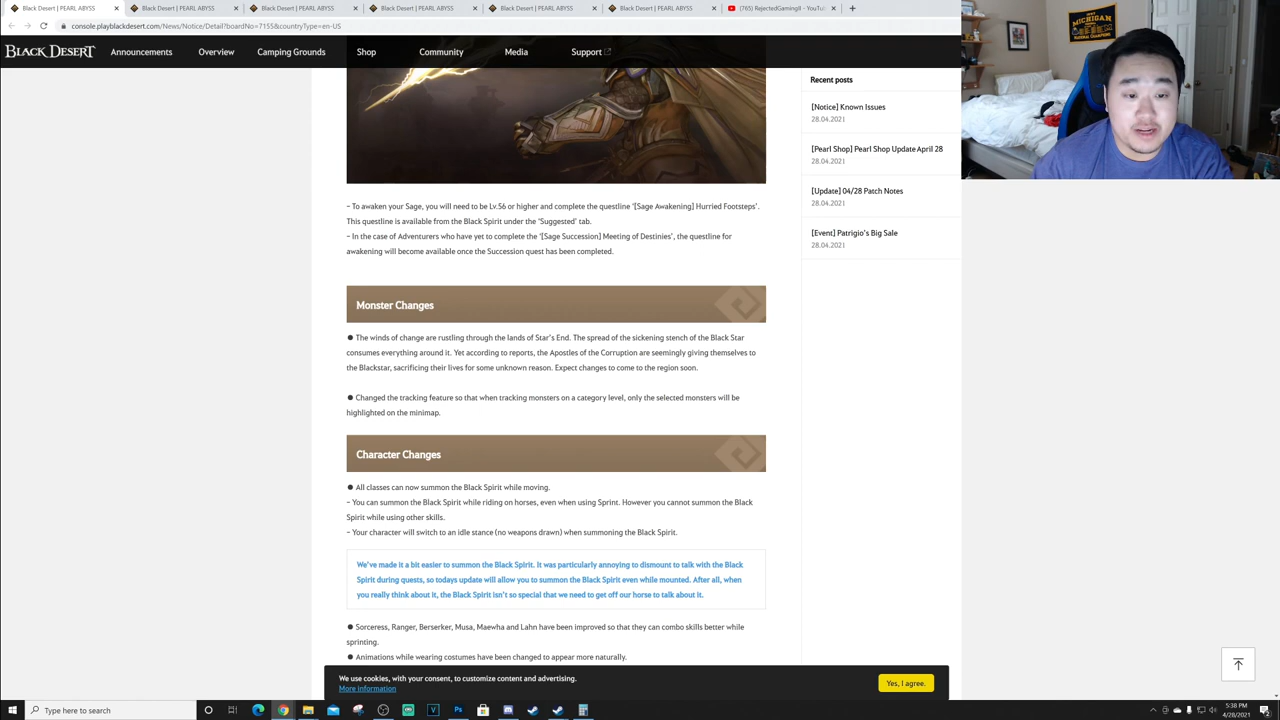 Black Desert | PEARL ABYSS
Black Desert | PEARL ABYSS
Black Desert | PEARL ABYSS
Black Desert | PEARL ABYSS
Black Desert | PEARL ABYSS
Black Desert | PEARL ABYSS
(765) RejectedGamingII - YouTub
console.playblackdesert.com/News/Notice/Detail?boardNo=7155&countryType=en-US
BLACK DESERT
Announcements
Overview
Camping Grounds
Shop
Community
Media
Support
MICHIGAN
Recent posts
[Notice] Known Issues
28.04.2021
[Pearl Shop] Pearl Shop Update April 28
28.04.2021
[Update] 04/28 Patch Notes
28.04.2021
[Event] Patrigio's Big Sale
28.04.2021
- To awaken your Sage, you will need to be Lv.56 or higher and complete the questline '[Sage Awakening] Hurried Footsteps'.
This questline is available from the Black Spirit under the 'Suggested' tab.
- In the case of Adventurers who have yet to complete the '[Sage Succession] Meeting of Destinies', the questline for
awakening will become available once the Succession quest has been completed.
Monster Changes
● The winds of change are rustling through the lands of Star's End. The spread of the sickening stench of the Black Star
consumes everything around it. Yet according to reports, the Apostles of the Corruption are seemingly giving themselves to
the Blackstar, sacrificing their lives for some unknown reason. Expect changes to come to the region soon.
● Changed the tracking feature so that when tracking monsters on a category level, only the selected monsters will be
highlighted on the minimap.
Character Changes
● All classes can now summon the Black Spirit while moving.
- You can summon the Black Spirit while riding on horses, even when using Sprint. However you cannot summon the Black
Spirit while using other skills.
- Your character will switch to an idle stance (no weapons drawn) when summoning the Black Spirit.
We've made it a bit easier to summon the Black Spirit. It was particularly annoying to dismount to talk with the Black
Spirit during quests, so todays update will allow you to summon the Black Spirit even while mounted. After all, when
you really think about it, the Black Spirit isn't so special that we need to get off our horse to talk about it.
● Sorceress, Ranger, Berserker, Musa, Maewha and Lahn have been improved so that they can combo skills better while
sprinting.
● Animations while wearing costumes have been changed to appear more naturally.
We use cookies, with your consent, to customize content and advertising.
More information
Yes, I agree.
Type here to search
5:38 PM
4/28/2021